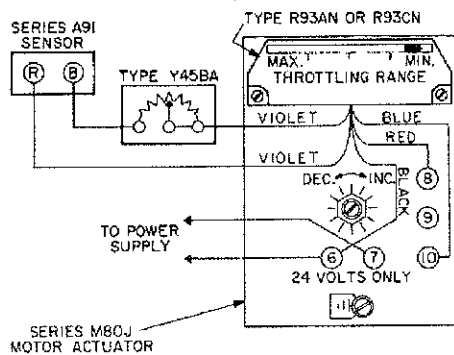 TYPE R93AN OR R93CN
SERIES A91
SENSOR
R B
TYPE Y45BA
MAX. MIN.
THROTTLING RANGE
VIOLET BLUE
RED
VIOLET
DEC. INC.
BLACK
8
9
TO POWER
SUPPLY
6 7 10
24 VOLTS ONLY
SERIES M80J
MOTOR ACTUATOR